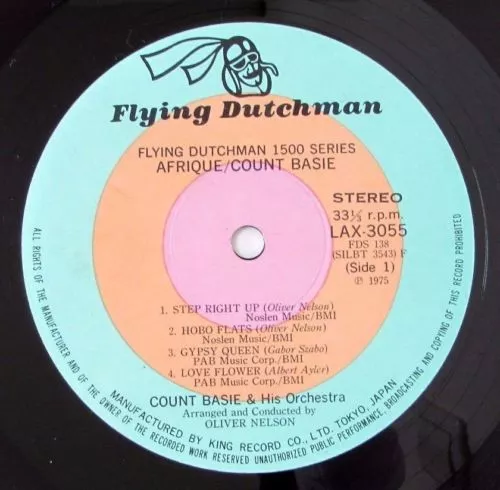 Flying Dutchman
FLYING DUTCHMAN 1500 SERIES
AFRIQUE/COUNT BASIE
STEREO
33⅓ r.p.m.
LAX-3055
FDS 138
(SILBT 3543) F
(Side 1)
℗ 1975
1. STEP RIGHT UP (Oliver Nelson)
Noslen Music/BMI
2. HOBO FLATS (Oliver Nelson)
Noslen Music/BMI
3. GYPSY QUEEN (Gabor Szabo)
PAB Music Corp./BMI
4. LOVE FLOWER (Albert Ayler)
PAB Music Corp./BMI
COUNT BASIE & His Orchestra
Arranged and Conducted by
OLIVER NELSON
MANUFACTURED BY KING RECORD CO., LTD. TOKYO, JAPAN
ALL RIGHTS OF THE MANUFACTURER AND OF THE OWNER OF THE RECORDED WORK RESERVED UNAUTHORIZED PUBLIC PERFORMANCE, BROADCASTING AND COPYING OF THIS RECORD PROHIBITED